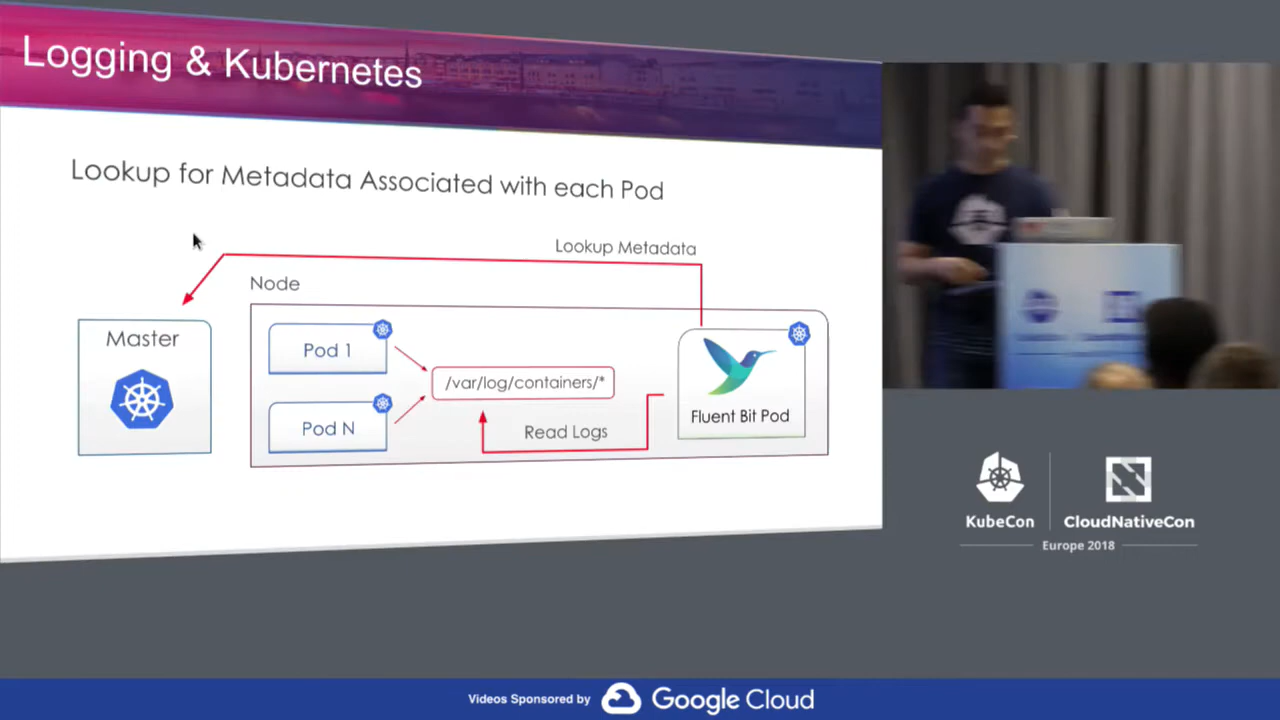 Logging & Kubernetes
Lookup for Metadata Associated with each Pod
Lookup Metadata
Node
Master
Pod 1
Pod N
/var/log/containers/*
Read Logs
Fluent Bit Pod
KubeCon
CloudNativeCon
Europe 2018
Videos Sponsored by
Google Cloud